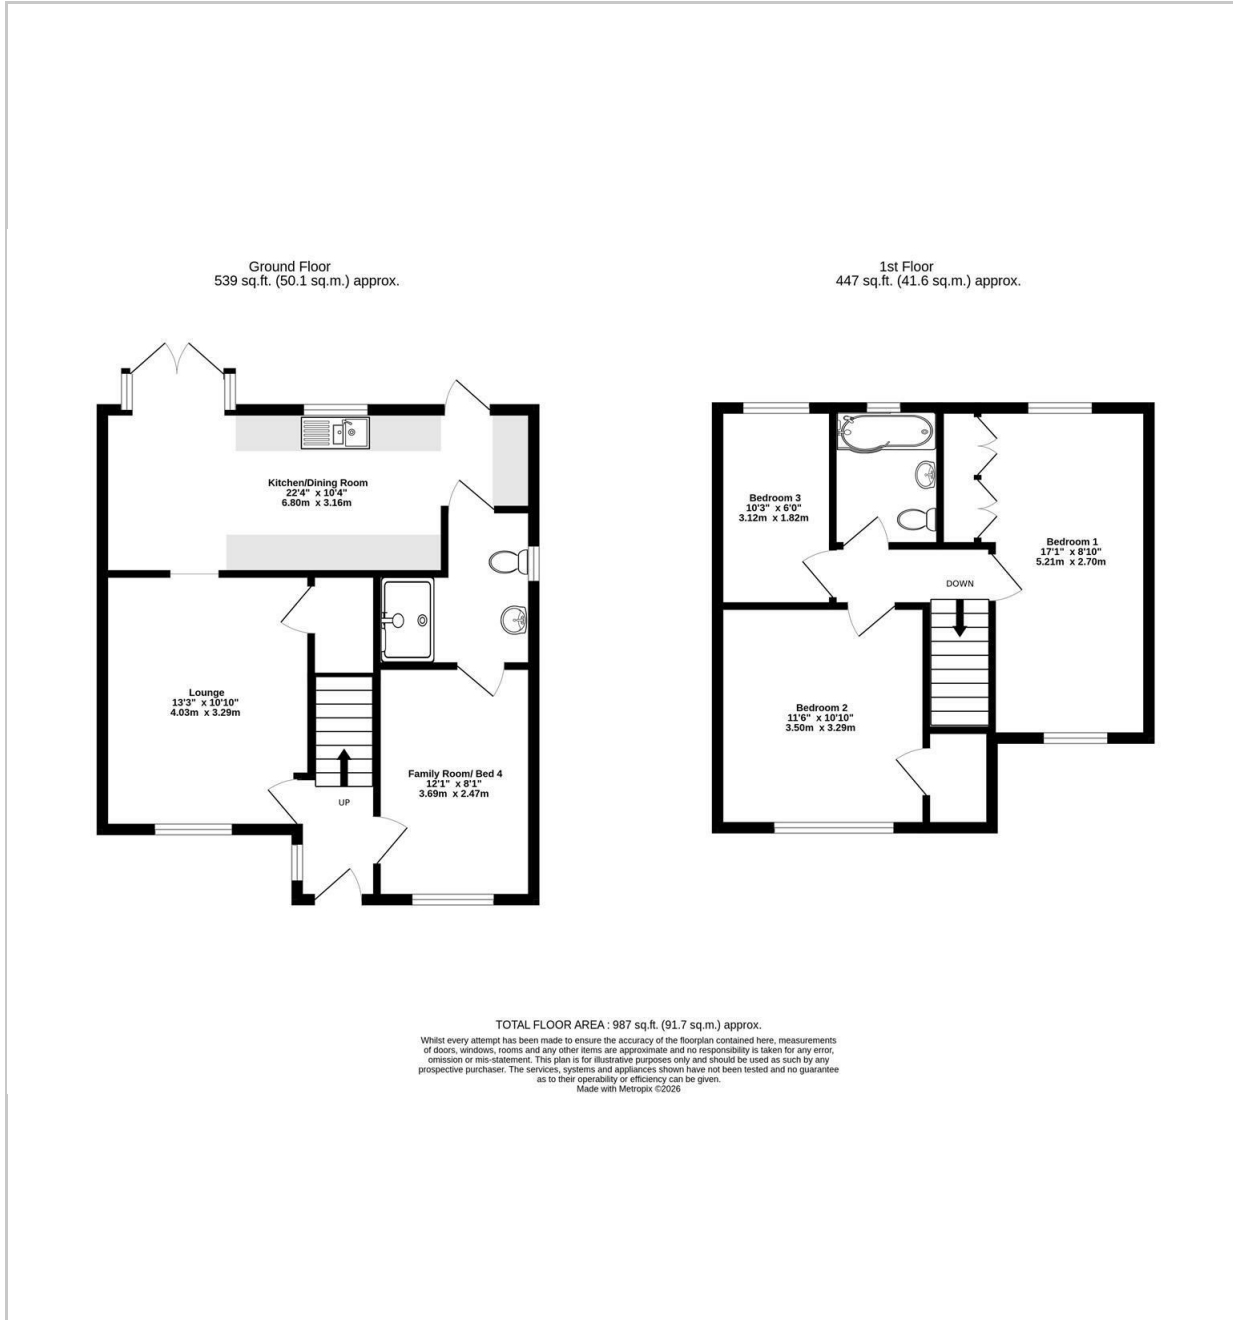 Ground Floor
539 sq.ft. (50.1 sq.m.) approx.
1st Floor
447 sq.ft. (41.6 sq.m.) approx.
Kitchen/Dining Room
22'4" x 10'4"
6.80m x 3.16m
Lounge
13'3" x 10'10"
4.03m x 3.29m
Family Room/ Bed 4
12'1" x 8'1"
3.69m x 2.47m
UP
Bedroom 3
10'3" x 6'0"
3.12m x 1.82m
Bedroom 1
17'1" x 8'10"
5.21m x 2.70m
DOWN
Bedroom 2
11'6" x 10'10"
3.50m x 3.29m
TOTAL FLOOR AREA : 987 sq.ft. (91.7 sq.m.) approx.
Whilst every attempt has been made to ensure the accuracy of the floorplan contained here, measurements
of doors, windows, rooms and any other items are approximate and no responsibility is taken for any error,
omission or mis-statement. This plan is for illustrative purposes only and should be used as such by any
prospective purchaser. The services, systems and appliances shown have not been tested and no guarantee
as to their operability or efficiency can be given.
Made with Metropix ©2026